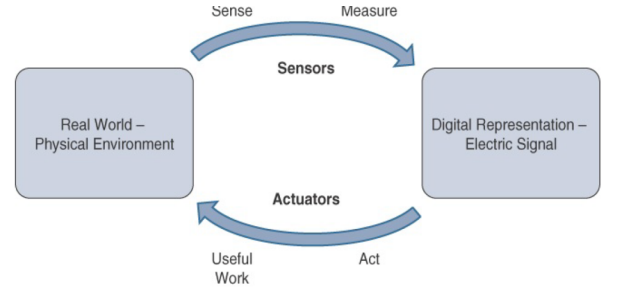 Sense Measure
Sensors
Real World –
Physical Environment
Digital Representation –
Electric Signal
Actuators
Useful
Work
Act